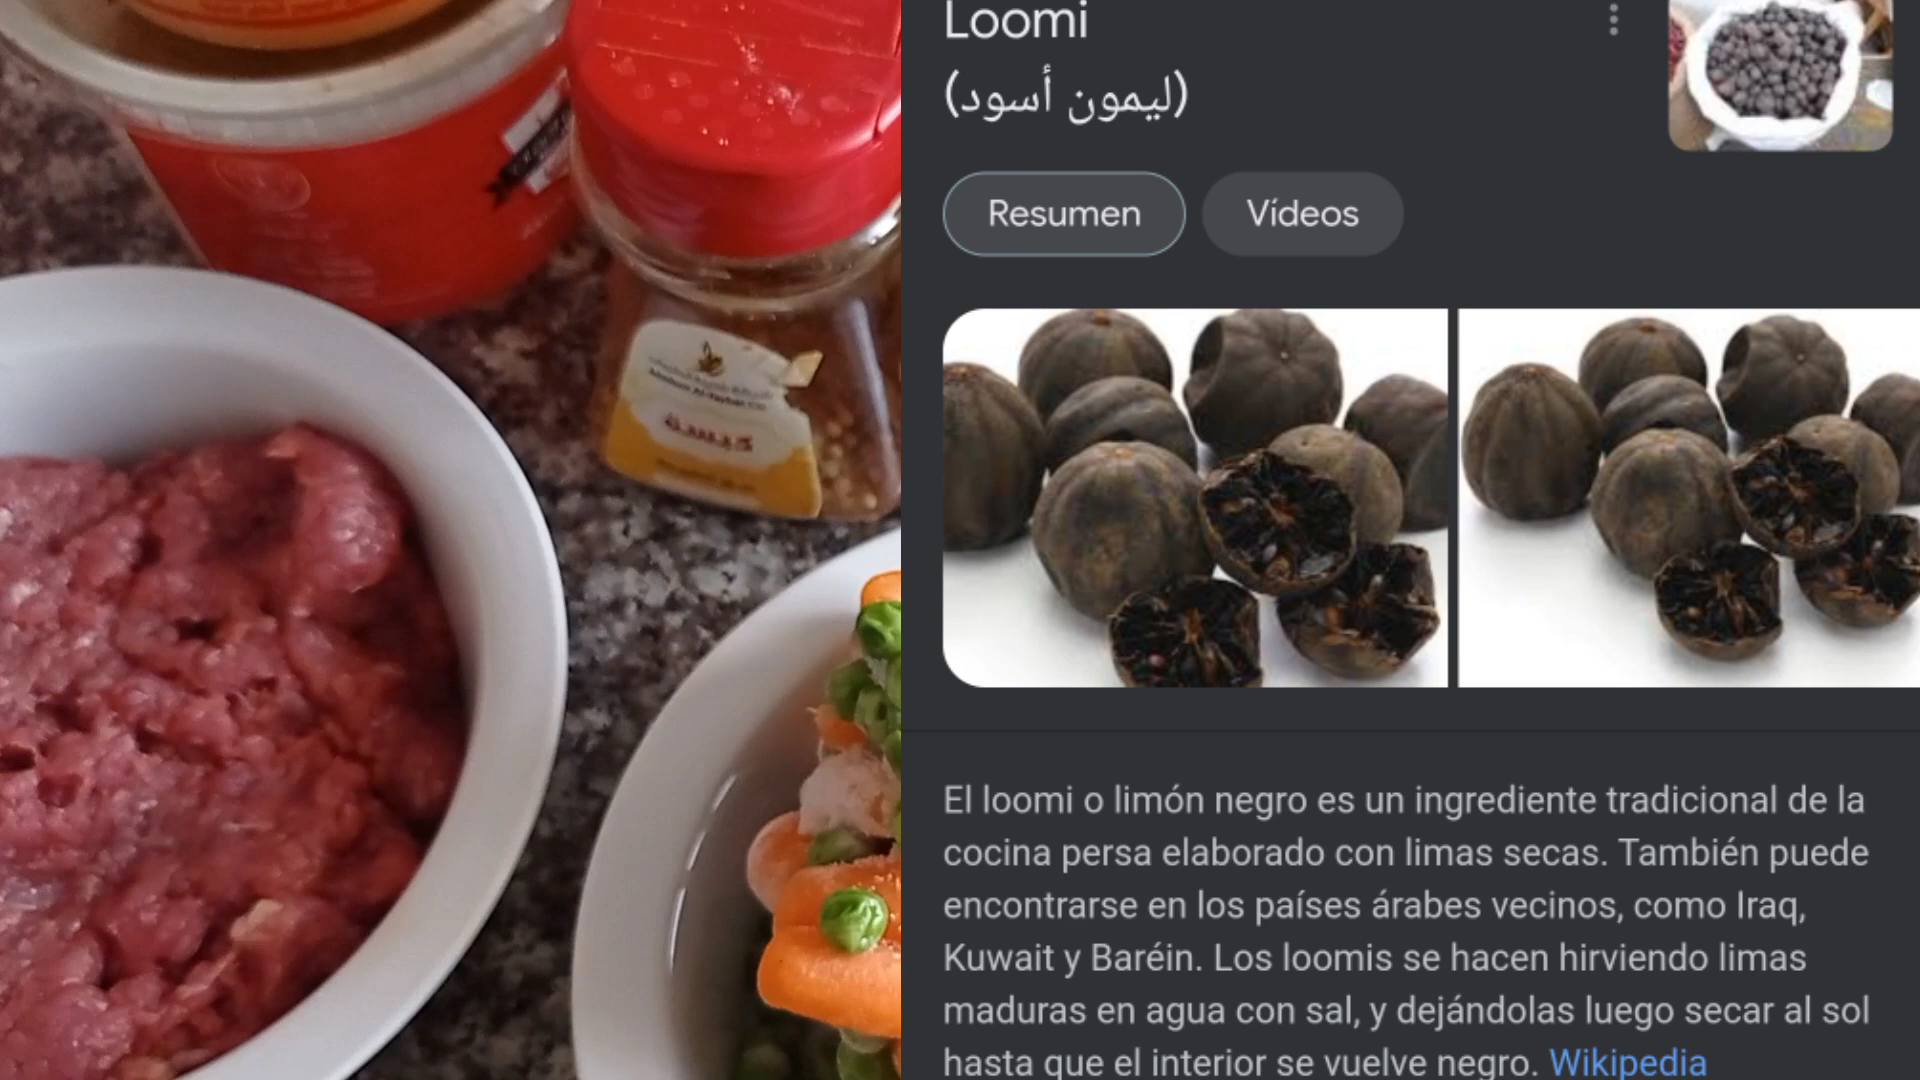 Loomi
(ليمون أسود)
Resumen
Vídeos
El loomi o limón negro es un ingrediente tradicional de la
cocina persa elaborado con limas secas. También puede
encontrarse en los países árabes vecinos, como Iraq,
Kuwait y Baréin. Los loomis se hacen hirviendo limas
maduras en agua con sal, y dejándolas luego secar al sol
hasta que el interior se vuelve negro. Wikipedia